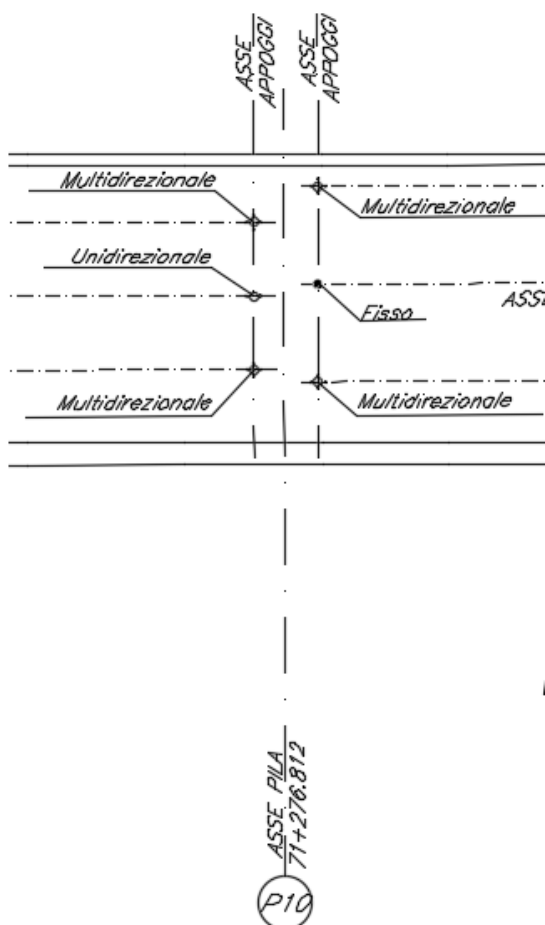 ASSE
APPOGGI
ASSE
APPOGGI
Multidirezionale
Multidirezionale
Unidirezionale
Fisso
Multidirezionale
Multidirezionale
ASSE PILA
71+276.812
P10